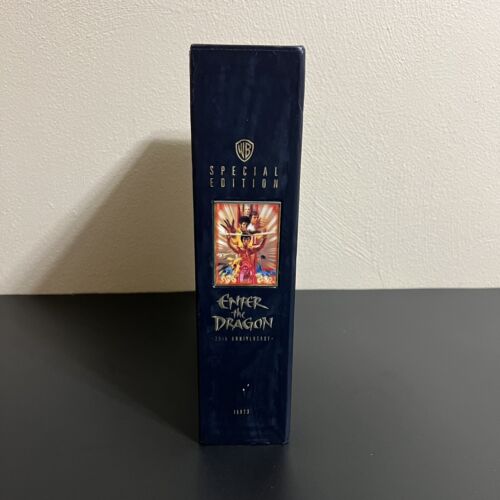 WB
SPECIAL
EDITION
ENTER
the
DRAGON
25th ANNIVERSARY